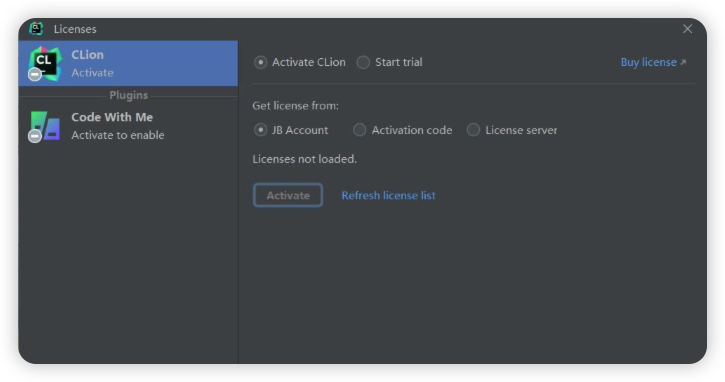 Licenses
CL
CLion
Activate
Plugins
Code With Me
Activate to enable
Activate CLion Start trial Buy license ↗
Get license from:
JB Account Activation code License server
Licenses not loaded.
Activate Refresh license list